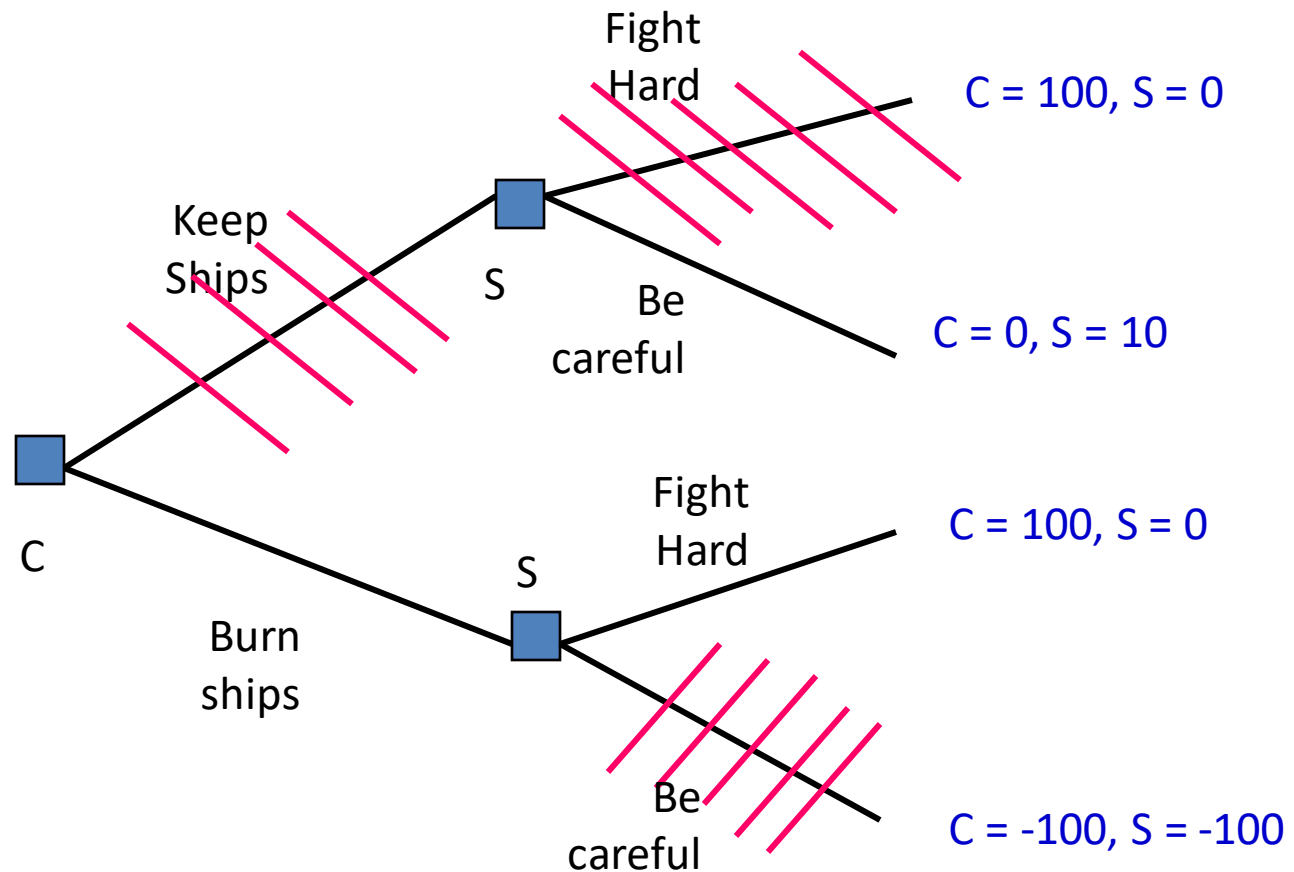 Fight
Hard
C = 100, S = 0
Keep
Ships
S
Be
careful
C = 0, S = 10
C
Fight
Hard
C = 100, S = 0
S
Burn
ships
Be
careful
C = -100, S = -100